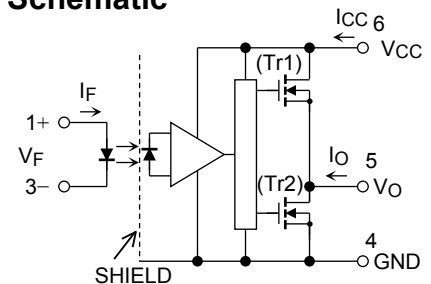 Schematic
ICC 6
VCC
(Tr1)
IF
1+
VF
3−
IO 5
VO
(Tr2)
4
GND
SHIELD